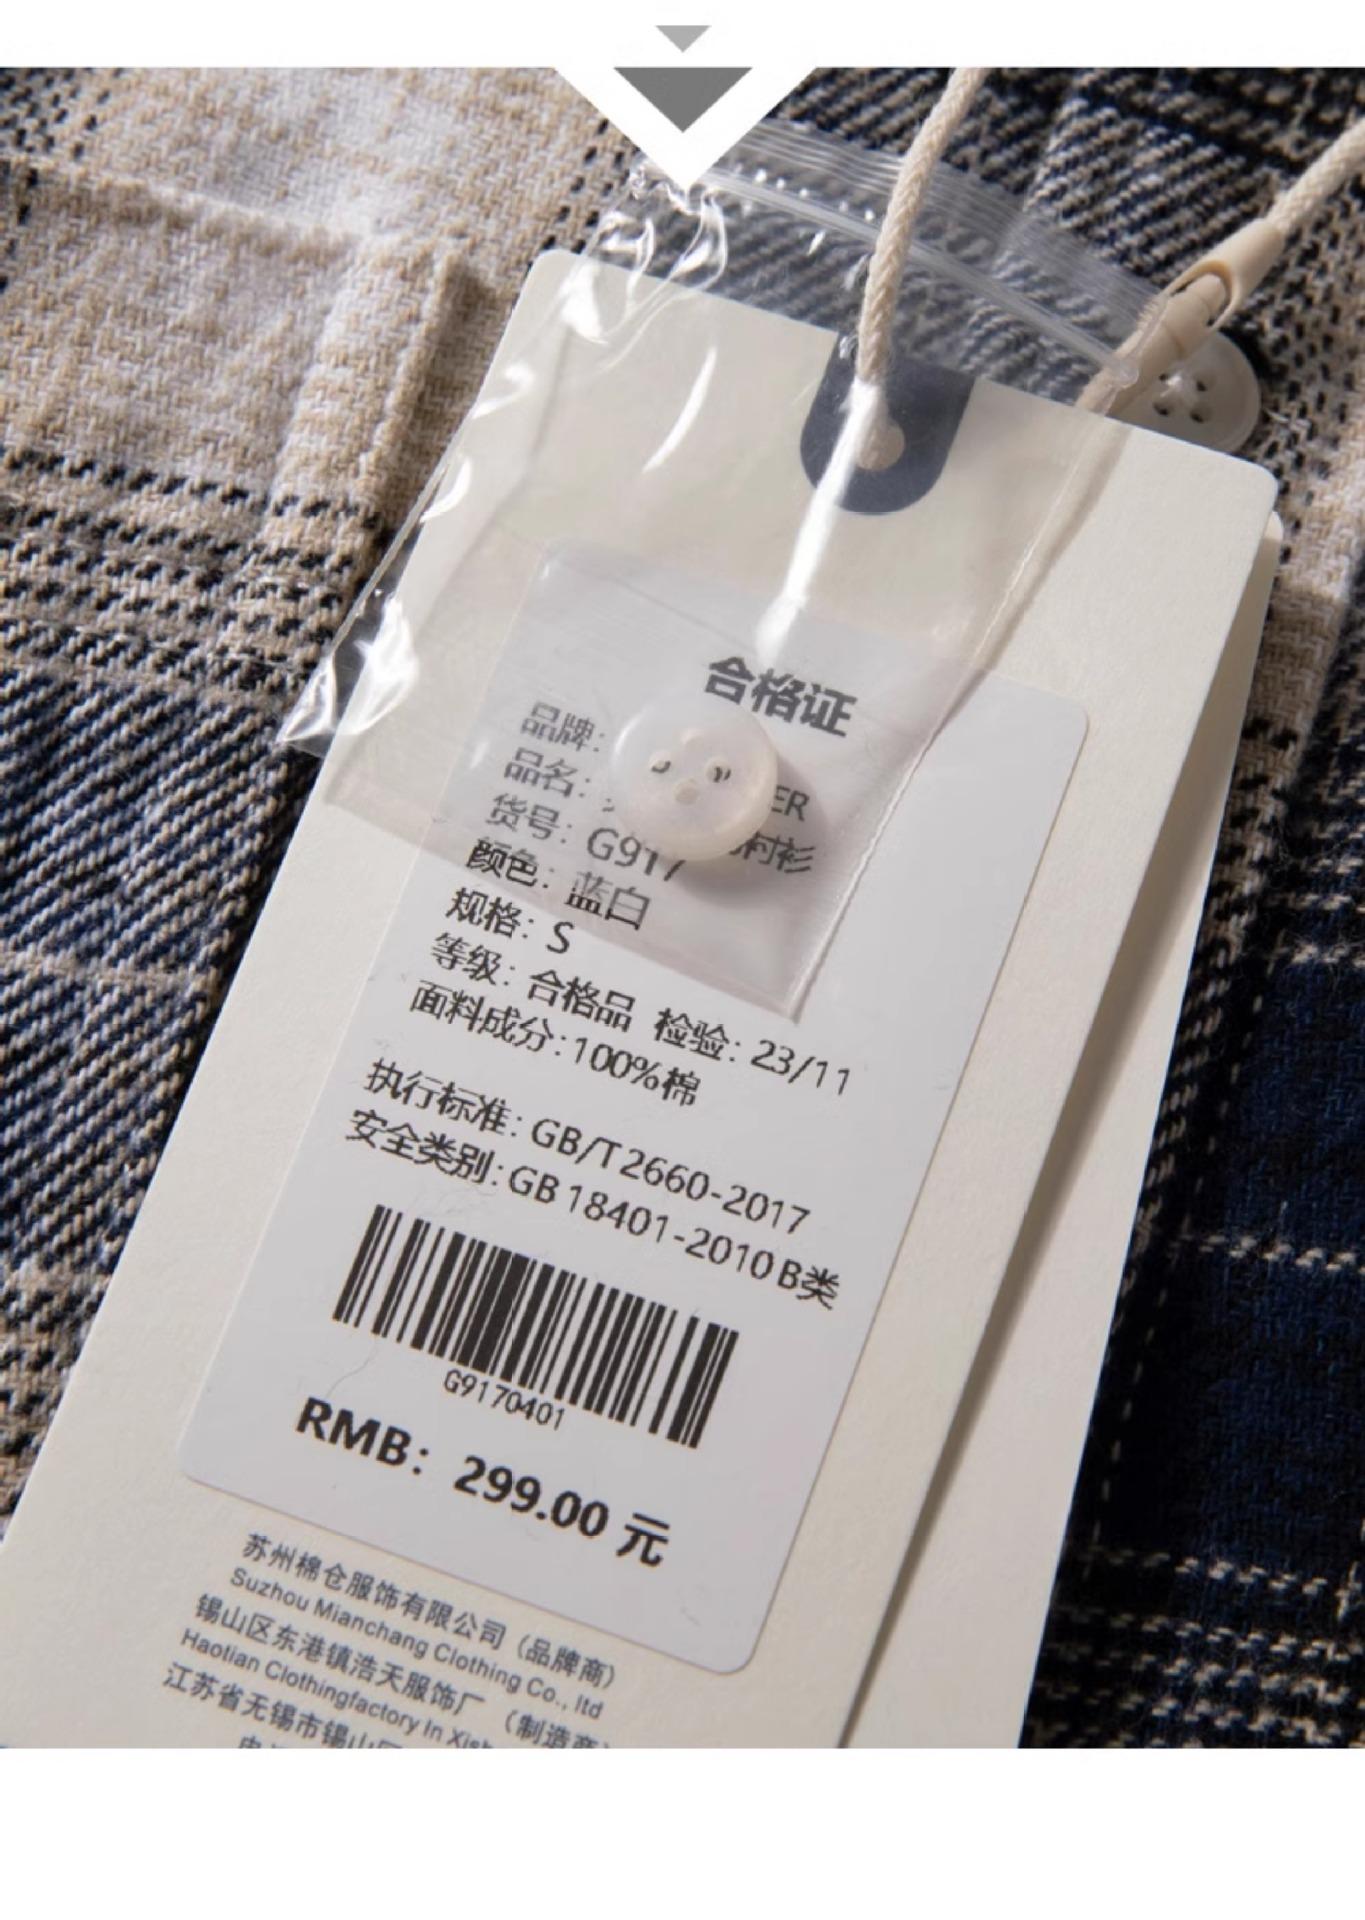 合格证
品牌:
品名: ER
货号: G917 衬衫
颜色: 蓝白
规格: S
等级: 合格品 检验: 23/11
面料成分:100%棉
执行标准: GB/T2660-2017
安全类别: GB 18401-2010 B类
G9170401
RMB: 299.00 元
苏州棉仓服饰有限公司 (品牌商)
Suzhou Mianchang Clothing Co., ltd
锡山区东港镇浩天服饰厂 (制造商)
Haotian Clothingfactory In
江苏省无锡市锡山区